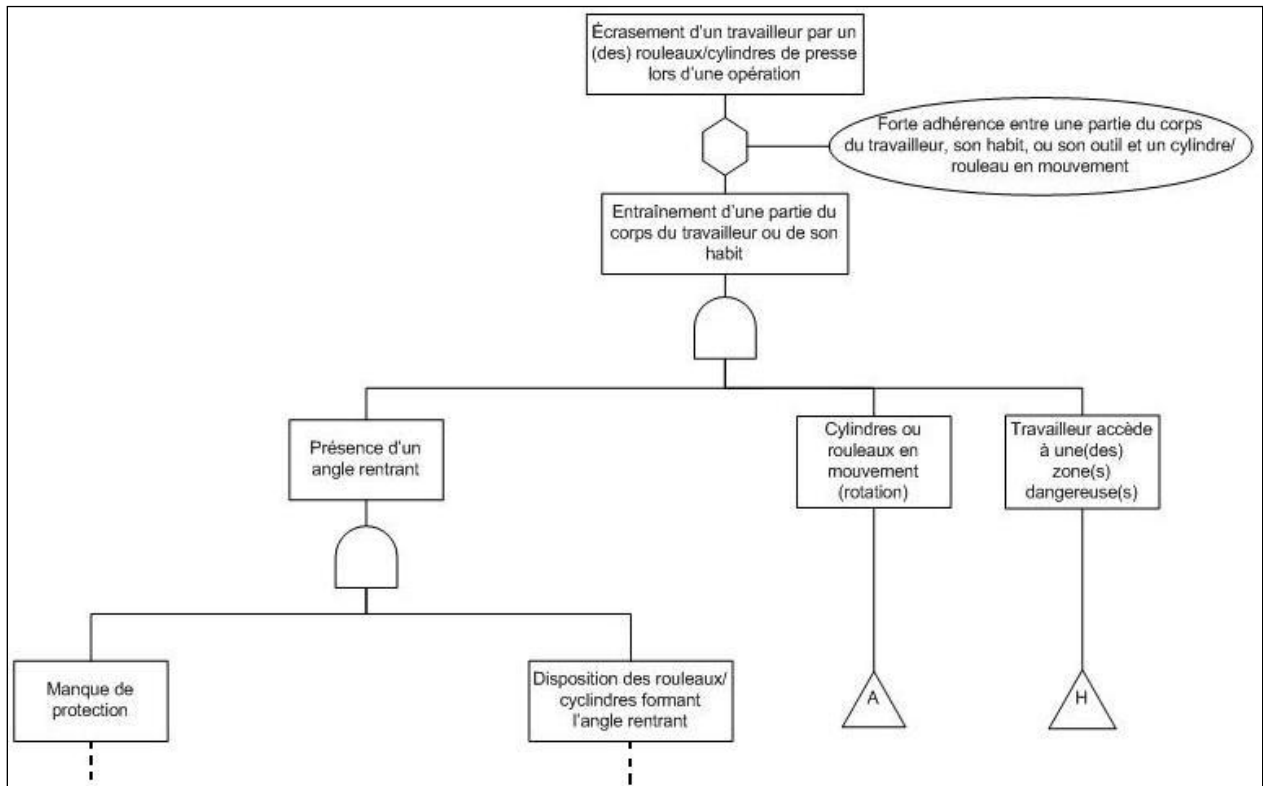 Écrasement d'un travailleur par un
(des) rouleaux/cylindres de presse
lors d'une opération
Forte adhérence entre une partie du corps
du travailleur, son habit, ou son outil et un cylindre/
rouleau en mouvement
Entraînement d'une partie du
corps du travailleur ou de son
habit
Présence d'un
angle rentrant
Cylindres ou
rouleaux en
mouvement
(rotation)
Travailleur accède
à une(des)
zone(s)
dangereuse(s)
Manque de
protection
Disposition des rouleaux/
cyclindres formant
l'angle rentrant
A
H